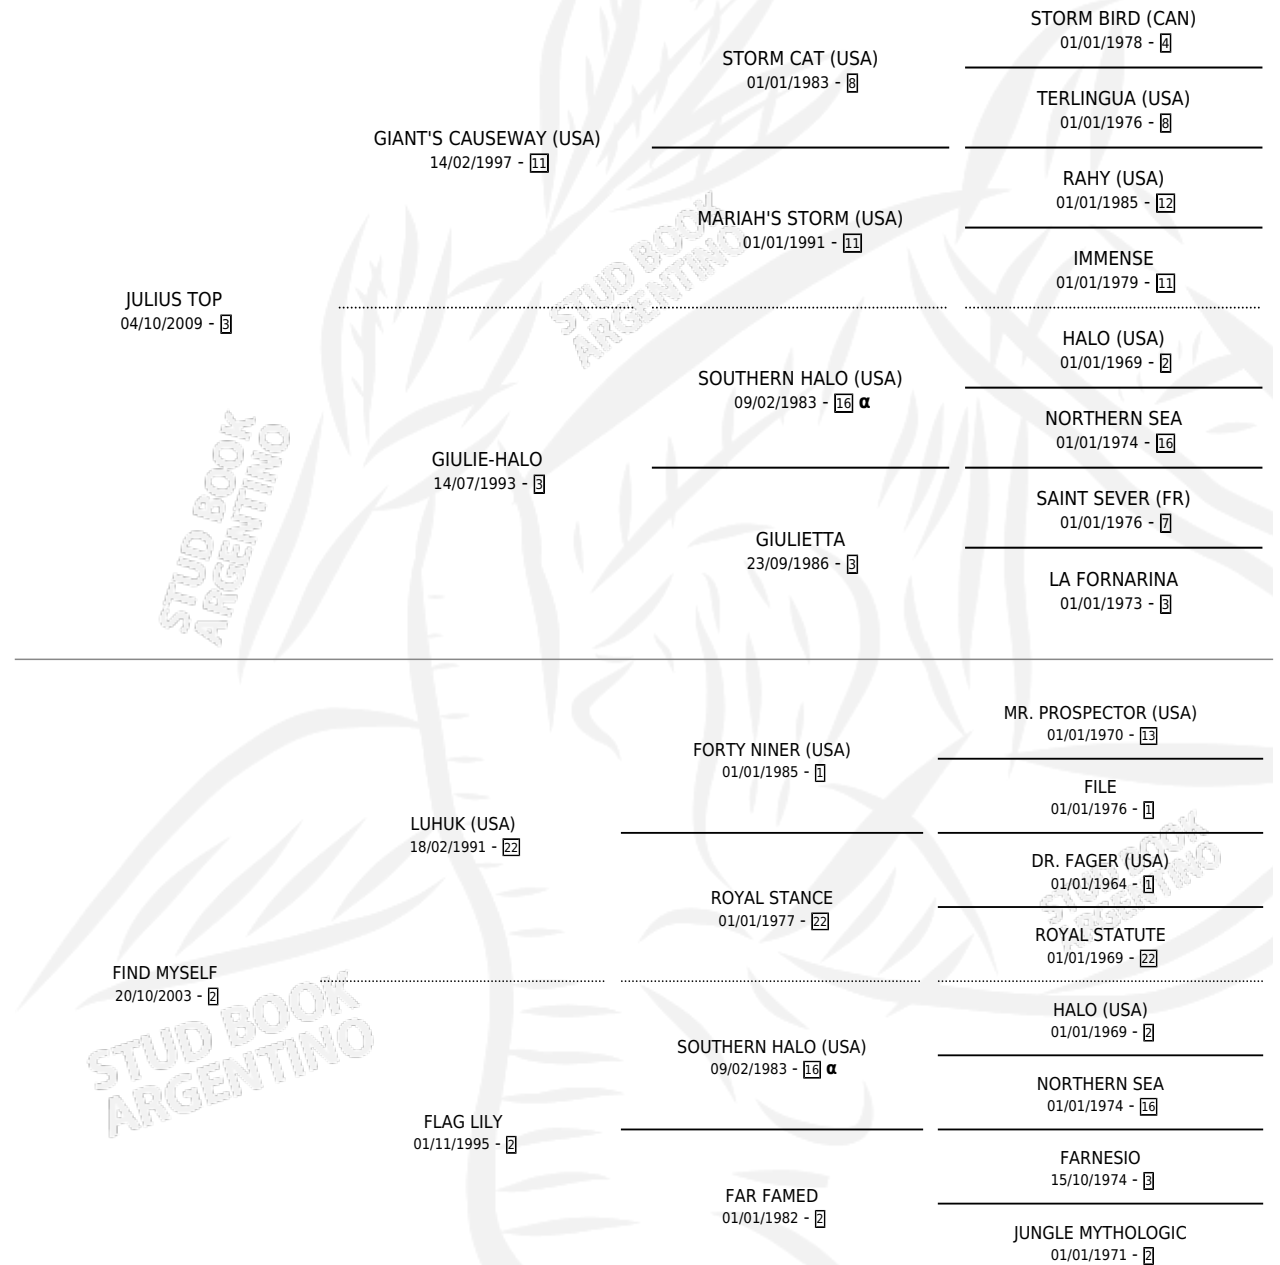 STORM BIRD (CAN)
01/01/1978 - 4
STORM CAT (USA)
01/01/1983 - 8
TERLINGUA (USA)
01/01/1976 - 8
GIANT'S CAUSEWAY (USA)
14/02/1997 - 11
RAHY (USA)
01/01/1985 - 12
MARIAH'S STORM (USA)
01/01/1991 - 11
IMMENSE
01/01/1979 - 11
JULIUS TOP
04/10/2009 - 3
HALO (USA)
01/01/1969 - 2
SOUTHERN HALO (USA)
09/02/1983 - 16 α
NORTHERN SEA
01/01/1974 - 16
GIULIE-HALO
14/07/1993 - 3
SAINT SEVER (FR)
01/01/1976 - 7
GIULIETTA
23/09/1986 - 3
LA FORNARINA
01/01/1973 - 3
MR. PROSPECTOR (USA)
01/01/1970 - 13
FORTY NINER (USA)
01/01/1985 - 1
FILE
01/01/1976 - 1
LUHUK (USA)
18/02/1991 - 22
DR. FAGER (USA)
01/01/1964 - 1
ROYAL STANCE
01/01/1977 - 22
ROYAL STATUTE
01/01/1969 - 22
FIND MYSELF
20/10/2003 - 2
HALO (USA)
01/01/1969 - 2
SOUTHERN HALO (USA)
09/02/1983 - 16 α
NORTHERN SEA
01/01/1974 - 16
FLAG LILY
01/11/1995 - 2
FARNESIO
15/10/1974 - 3
FAR FAMED
01/01/1982 - 2
JUNGLE MYTHOLOGIC
01/01/1971 - 2
STUD BOOK
ARGENTINO
STUD BOOK
ARGENTINO
STUD BOOK
ARGENTINO
STUD BOOK
ARGENTINO